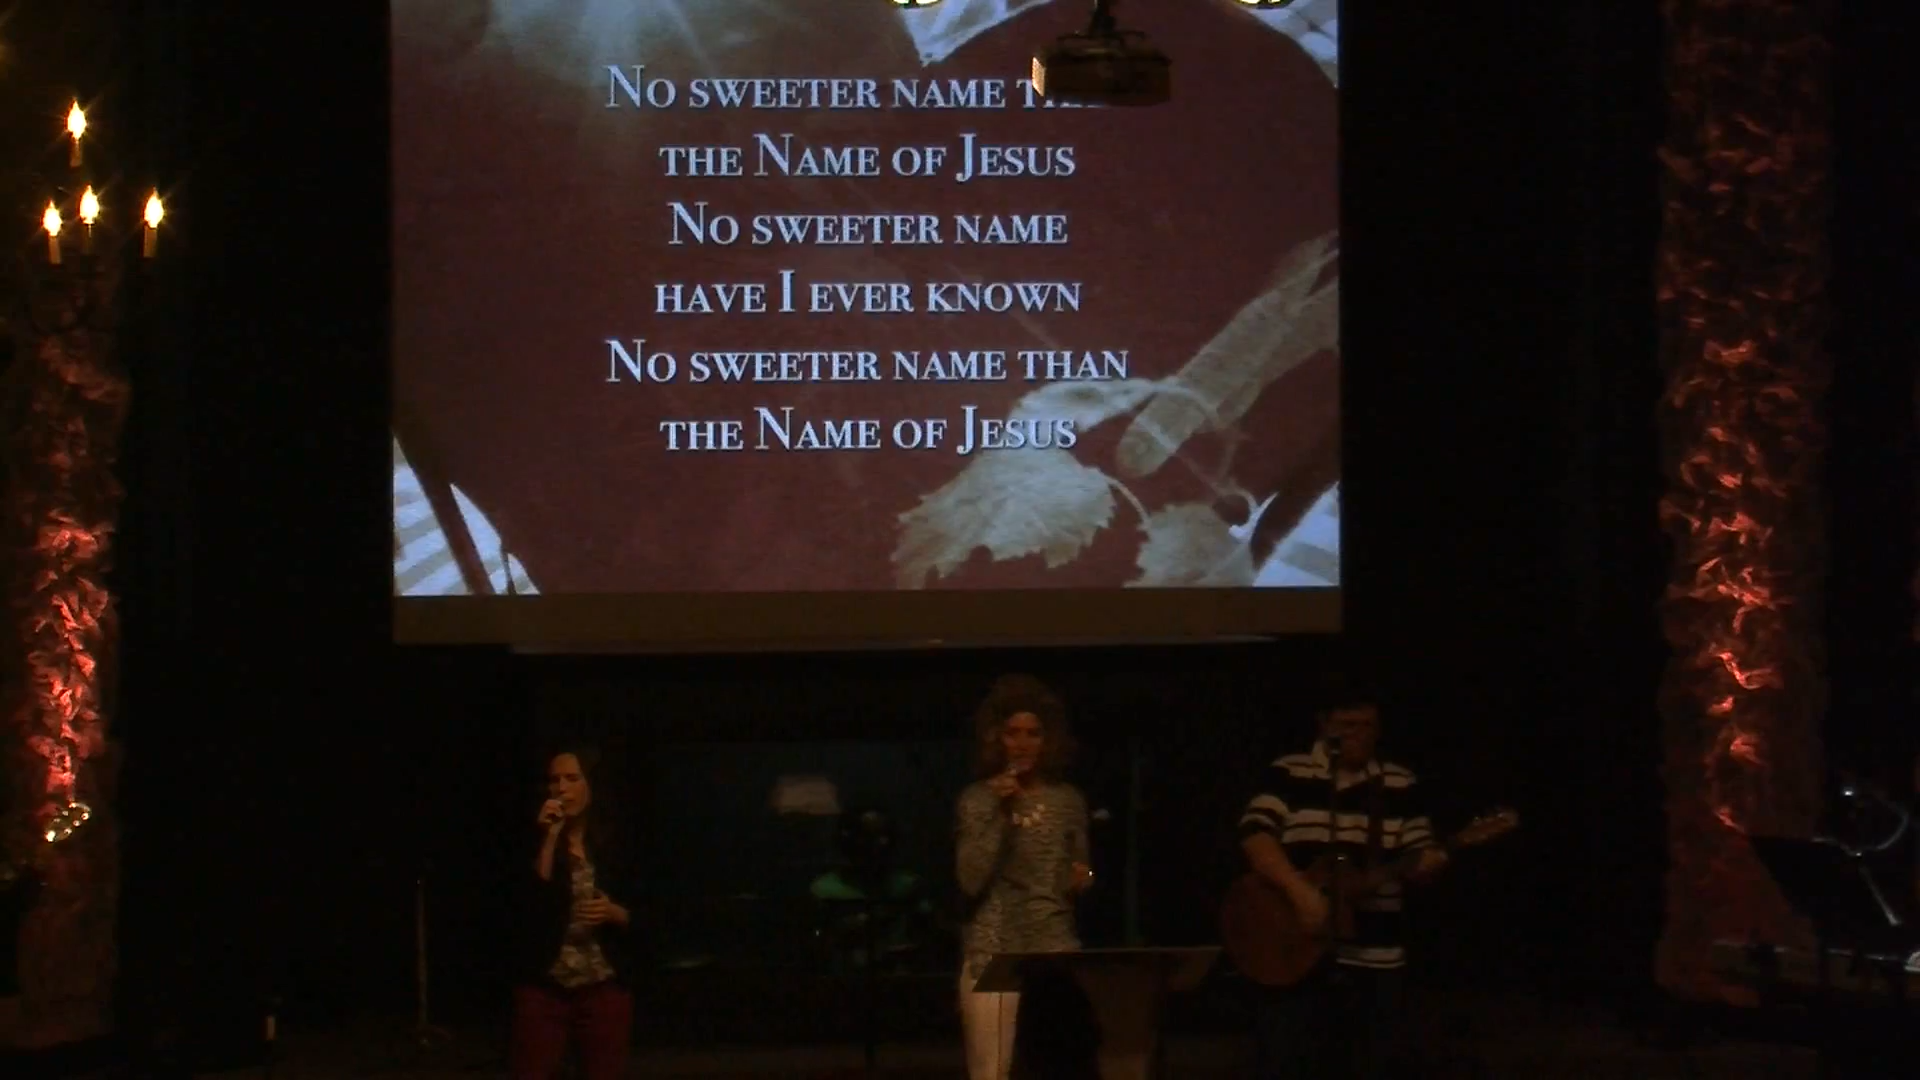 No sweeter name
the Name of Jesus
No sweeter name
have I ever known
No sweeter name than
the Name of Jesus